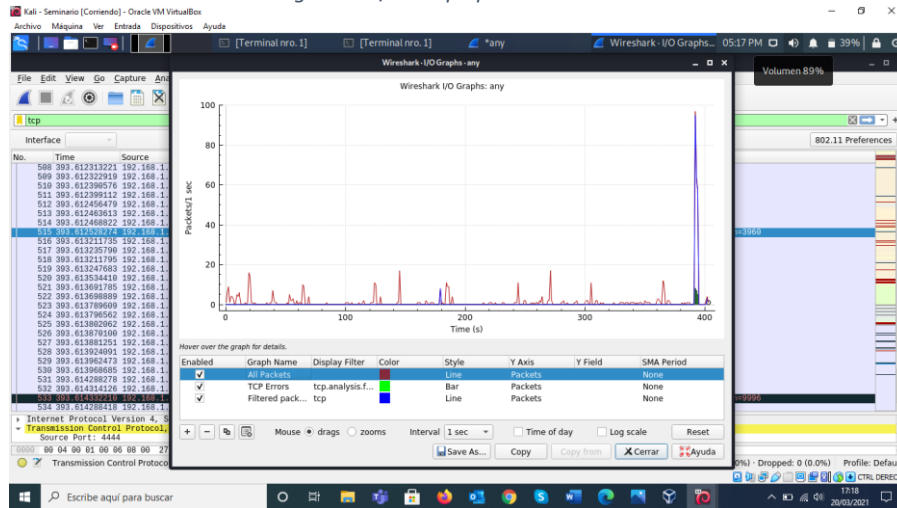 Kali - Seminario [Corriendo] - Oracle VM VirtualBox
Archivo Máquina Ver Entrada Dispositivos Ayuda
[Terminal nro. 1] [Terminal nro. 1] *any Wireshark · I/O Graphs... 05:17 PM 39%
Wireshark · I/O Graphs · any
Volumen 89%
File Edit View Go Capture Ana
tcp
Interface 802.11 Preferences
No. Time Source
508 393.612313221 192.168.1.
509 393.612322919 192.168.1.
510 393.612390576 192.168.1.
511 393.612399112 192.168.1.
512 393.612456479 192.168.1.
513 393.612463613 192.168.1.
514 393.612468822 192.168.1.
515 393.612528274 192.168.1. =3960
516 393.613211735 192.168.1.
517 393.613235790 192.168.1.
518 393.613211795 192.168.1.
519 393.613247683 192.168.1.
520 393.613534410 192.168.1.
521 393.613691785 192.168.1.
522 393.613698889 192.168.1.
523 393.613789609 192.168.1.
524 393.613796562 192.168.1.
525 393.613802062 192.168.1.
526 393.613870100 192.168.1.
527 393.613881251 192.168.1.
528 393.613924091 192.168.1.
529 393.613962473 192.168.1.
530 393.613968685 192.168.1.
531 393.614288278 192.168.1.
532 393.614314126 192.168.1.
533 393.614332210 192.168.1. =9996
534 393.614288418 192.168.1.
Internet Protocol Version 4, S
Transmission Control Protocol,
Source Port: 4444
0000 00 04 00 01 00 06 08 00 27
Transmission Control Protoco
Wireshark I/O Graphs: any
Packets/1 sec
100
80
60
40
20
0
0 100 200 300 400
Time (s)
Hover over the graph for details.
Enabled Graph Name Display Filter Color Style Y Axis Y Field SMA Period
All Packets Line Packets None
TCP Errors tcp.analysis.f... Bar Packets None
Filtered pack... tcp Line Packets None
+ − Mouse drags zooms Interval 1 sec Time of day Log scale Reset
Save As... Copy Copy from Cerrar Ayuda
0%) · Dropped: 0 (0.0%) Profile: Defau
CTRL DEREC
Escribe aquí para buscar
17:18
20/03/2021